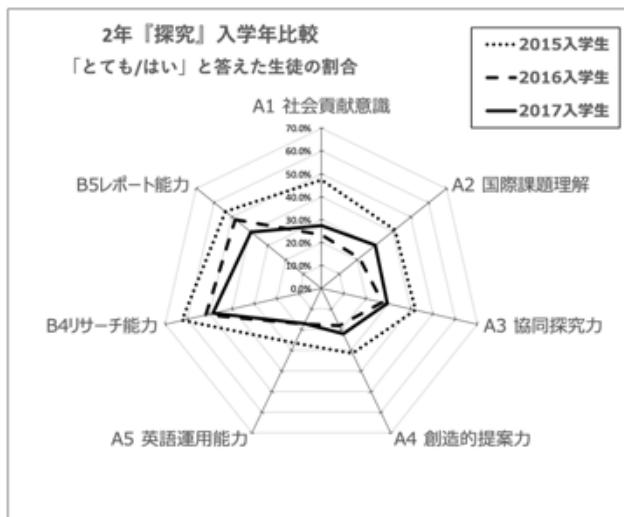 2年『探究』入学年比較
「とても/はい」と答えた生徒の割合
2015入学生
2016入学生
2017入学生
A1 社会貢献意識
70.0%
60.0%
50.0%
40.0%
30.0%
20.0%
10.0%
0.0%
A2 国際課題理解
A3 協同探究力
A4 創造的提案力
A5 英語運用能力
B4リサーチ能力
B5レポート能力